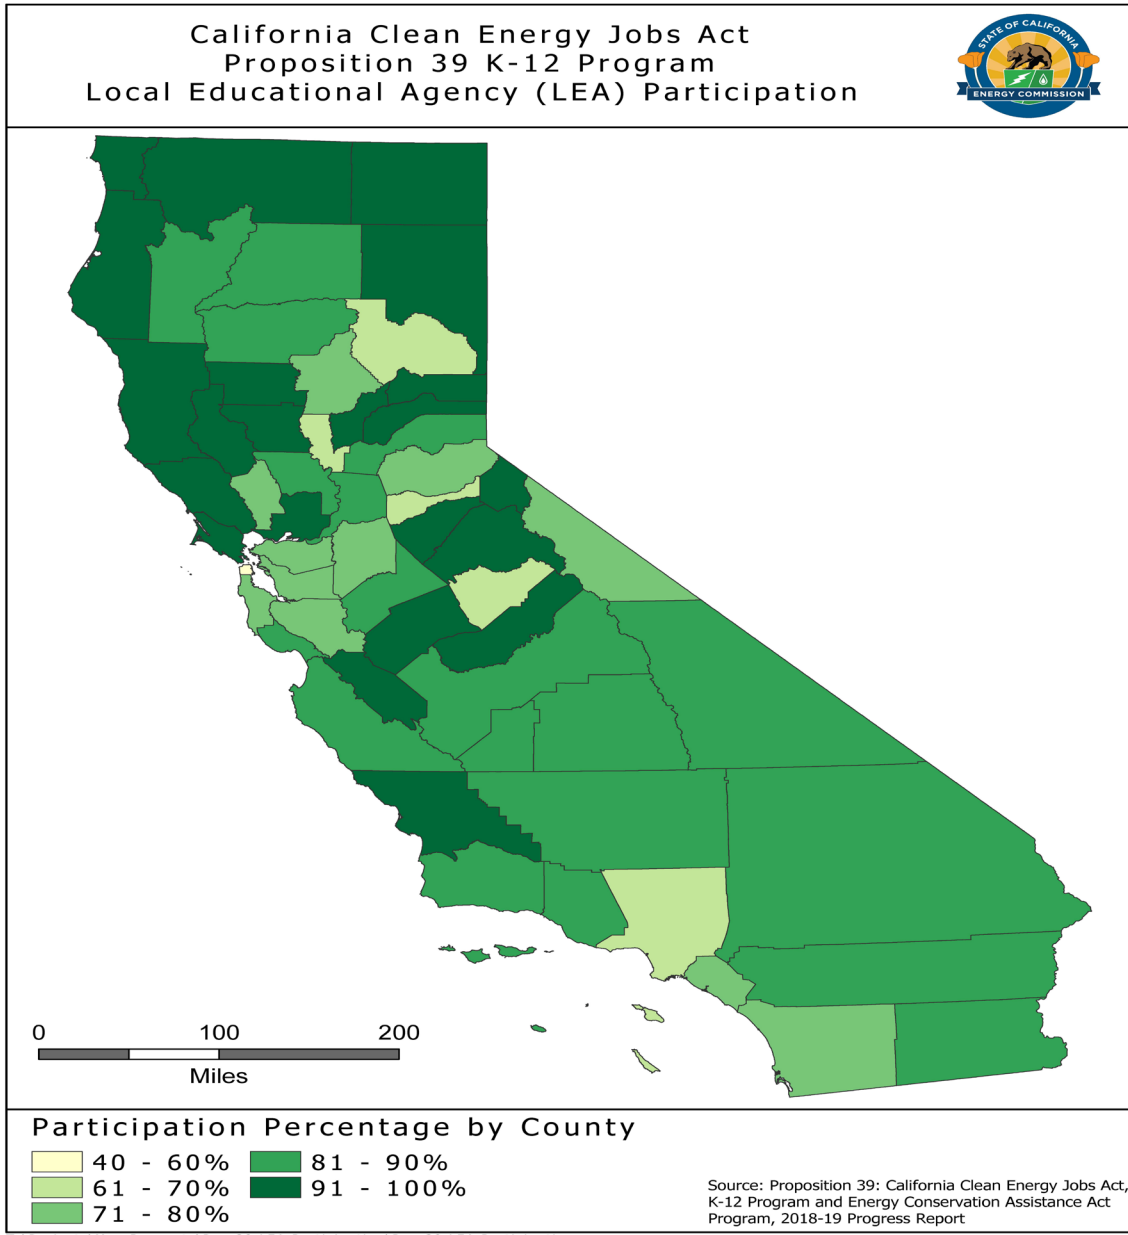 California Clean Energy Jobs Act
Proposition 39 K-12 Program
Local Educational Agency (LEA) Participation
STATE OF CALIFORNIA
ENERGY COMMISSION
0 100 200
Miles
Participation Percentage by County
40 - 60%
61 - 70%
71 - 80%
81 - 90%
91 - 100%
Source: Proposition 39: California Clean Energy Jobs Act,
K-12 Program and Energy Conservation Assistance Act
Program, 2018-19 Progress Report